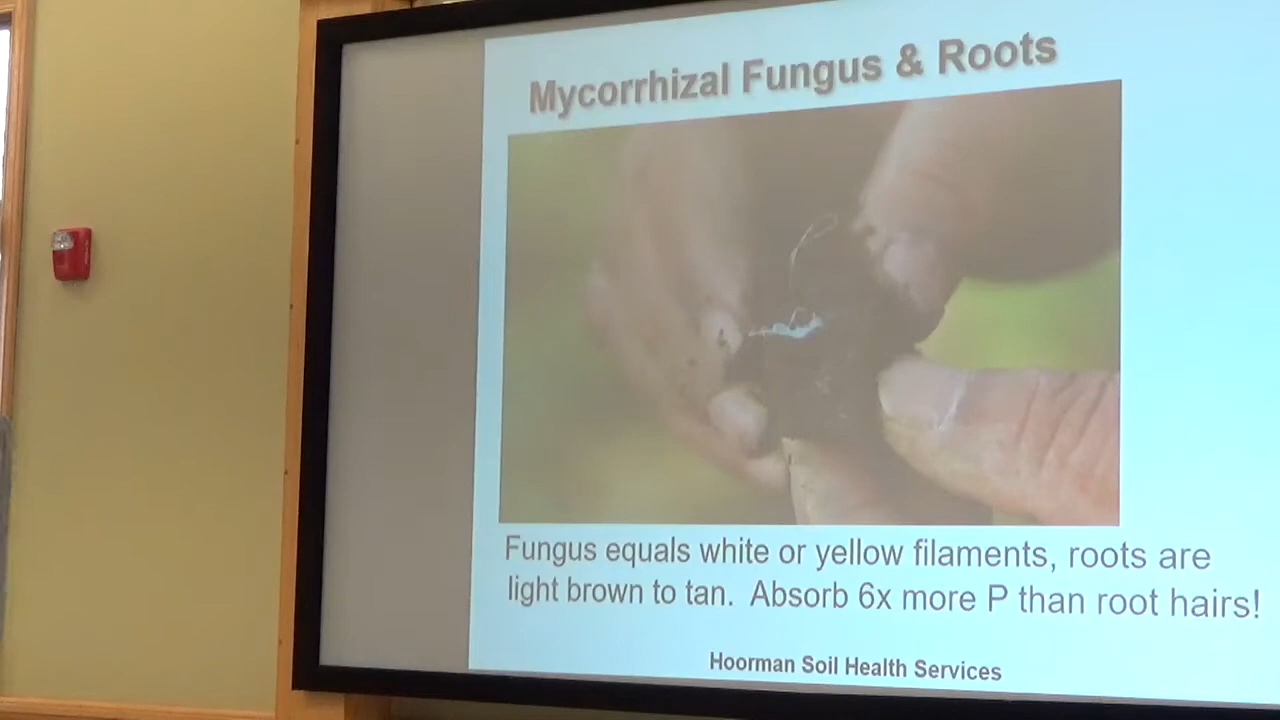 Mycorrhizal Fungus & Roots
Fungus equals white or yellow filaments, roots are
light brown to tan. Absorb 6x more P than root hairs!
Hoorman Soil Health Services